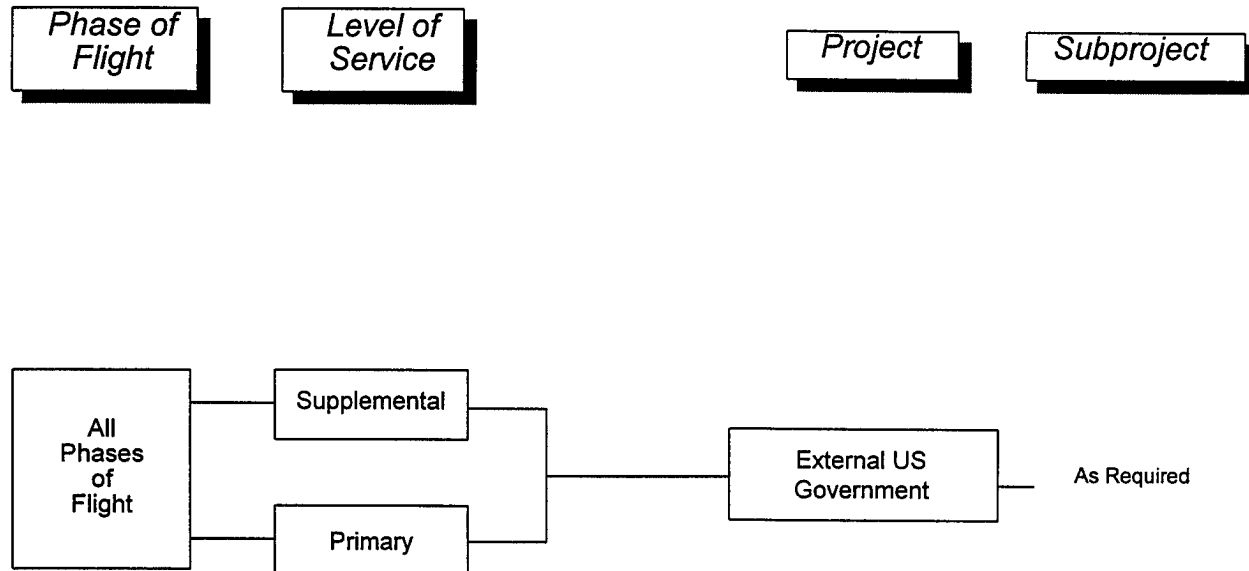 Phase of
Flight
Level of
Service
Project
Subproject
All
Phases
of
Flight
Supplemental
Primary
External US
Government
As Required